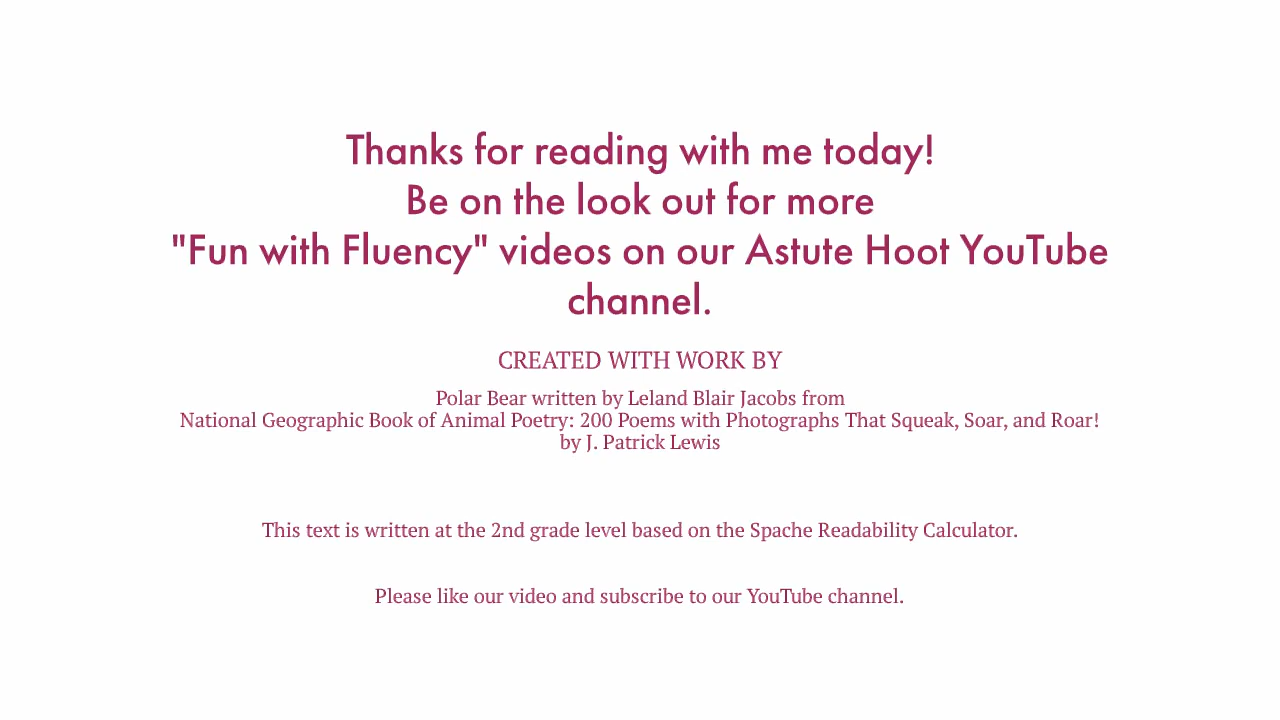 Thanks for reading with me today!
Be on the look out for more
"Fun with Fluency" videos on our Astute Hoot YouTube
channel.
CREATED WITH WORK BY
Polar Bear written by Leland Blair Jacobs from
National Geographic Book of Animal Poetry: 200 Poems with Photographs That Squeak, Soar, and Roar!
by J. Patrick Lewis
This text is written at the 2nd grade level based on the Spache Readability Calculator.
Please like our video and subscribe to our YouTube channel.